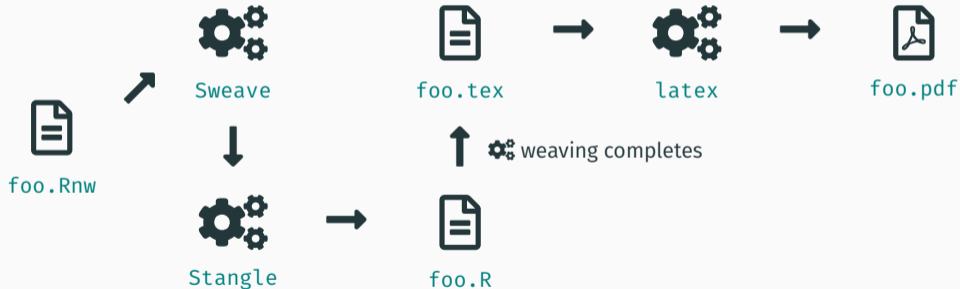 Sweave
foo.tex
latex
foo.pdf
foo.Rnw
weaving completes
Stangle
foo.R